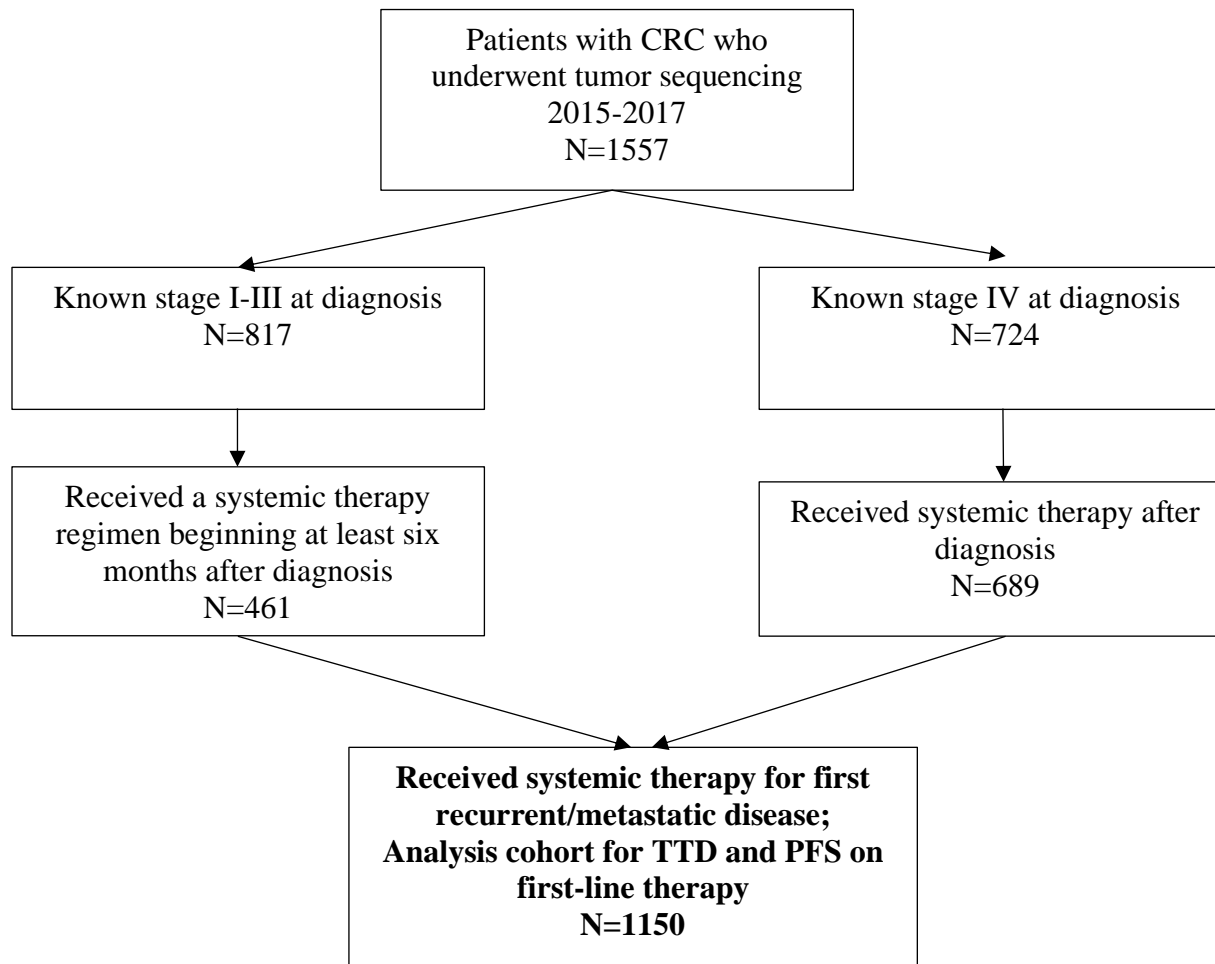 Patients with CRC who
underwent tumor sequencing
2015-2017
N=1557
Known stage I-III at diagnosis
N=817
Known stage IV at diagnosis
N=724
Received a systemic therapy
regimen beginning at least six
months after diagnosis
N=461
Received systemic therapy after
diagnosis
N=689
Received systemic therapy for first
recurrent/metastatic disease;
Analysis cohort for TTD and PFS on
first-line therapy
N=1150